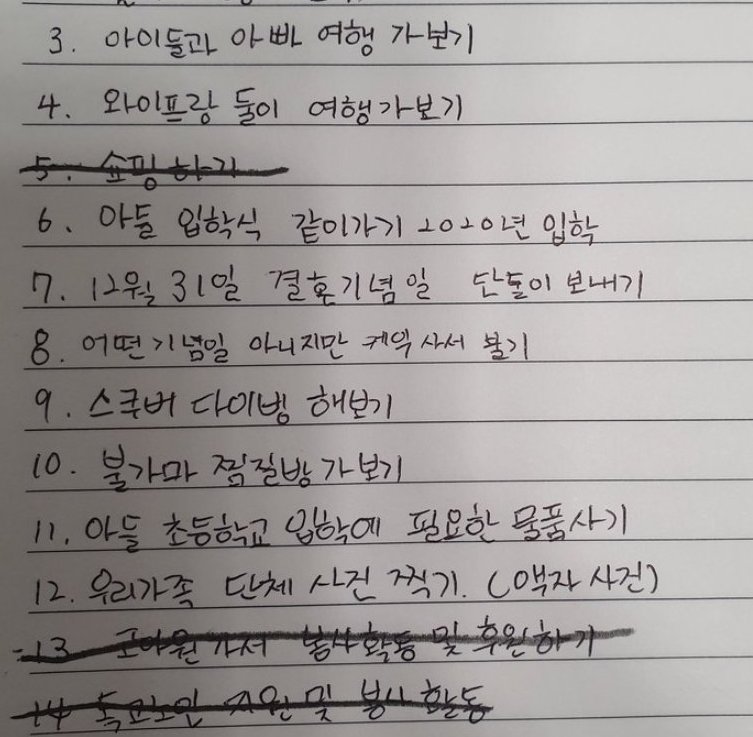 3. 아이들과 아빠 여행 가보기
4. 와이프랑 둘이 여행가보기
5. 쇼핑하기
6. 아들 입학식 같이가기 2020년 입학
7. 12월 31일 결혼기념일 단둘이 보내기
8. 어떤기념일 아니지만 케익 사서 불기
9. 스쿠버 다이빙 해보기
10. 불가마 찜질방가보기
11. 아들 초등학교 입학에 필요한 물품사기
12. 우리가족 단체 사진 찍기. (액자 사진)
13 고아원가서 봉사활동 및 후원하기
14 독고노인 지원 및 봉사 활동